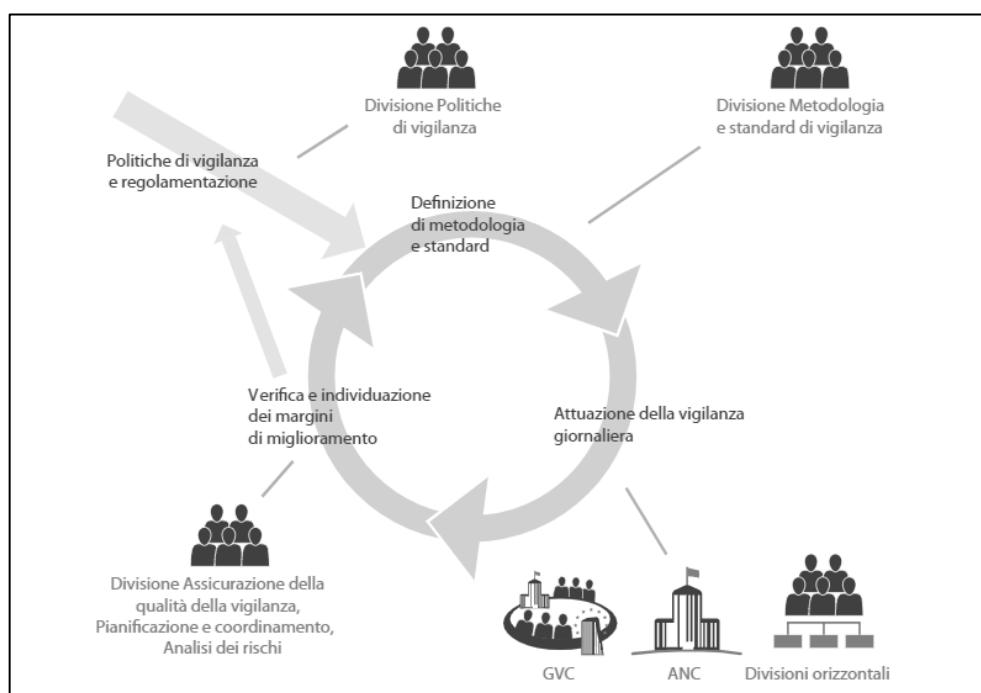 Divisione Politiche
di vigilanza
Divisione Metodologia
e standard di vigilanza
Politiche di vigilanza
e regolamentazione
Definizione
di metodologia
e standard
Verifica e individuazione
dei margini
di miglioramento
Attuazione della vigilanza
giornaliera
Divisione Assicurazione della
qualità della vigilanza,
Pianificazione e coordinamento,
Analisi dei rischi
GVC
ANC
Divisioni orizzontali